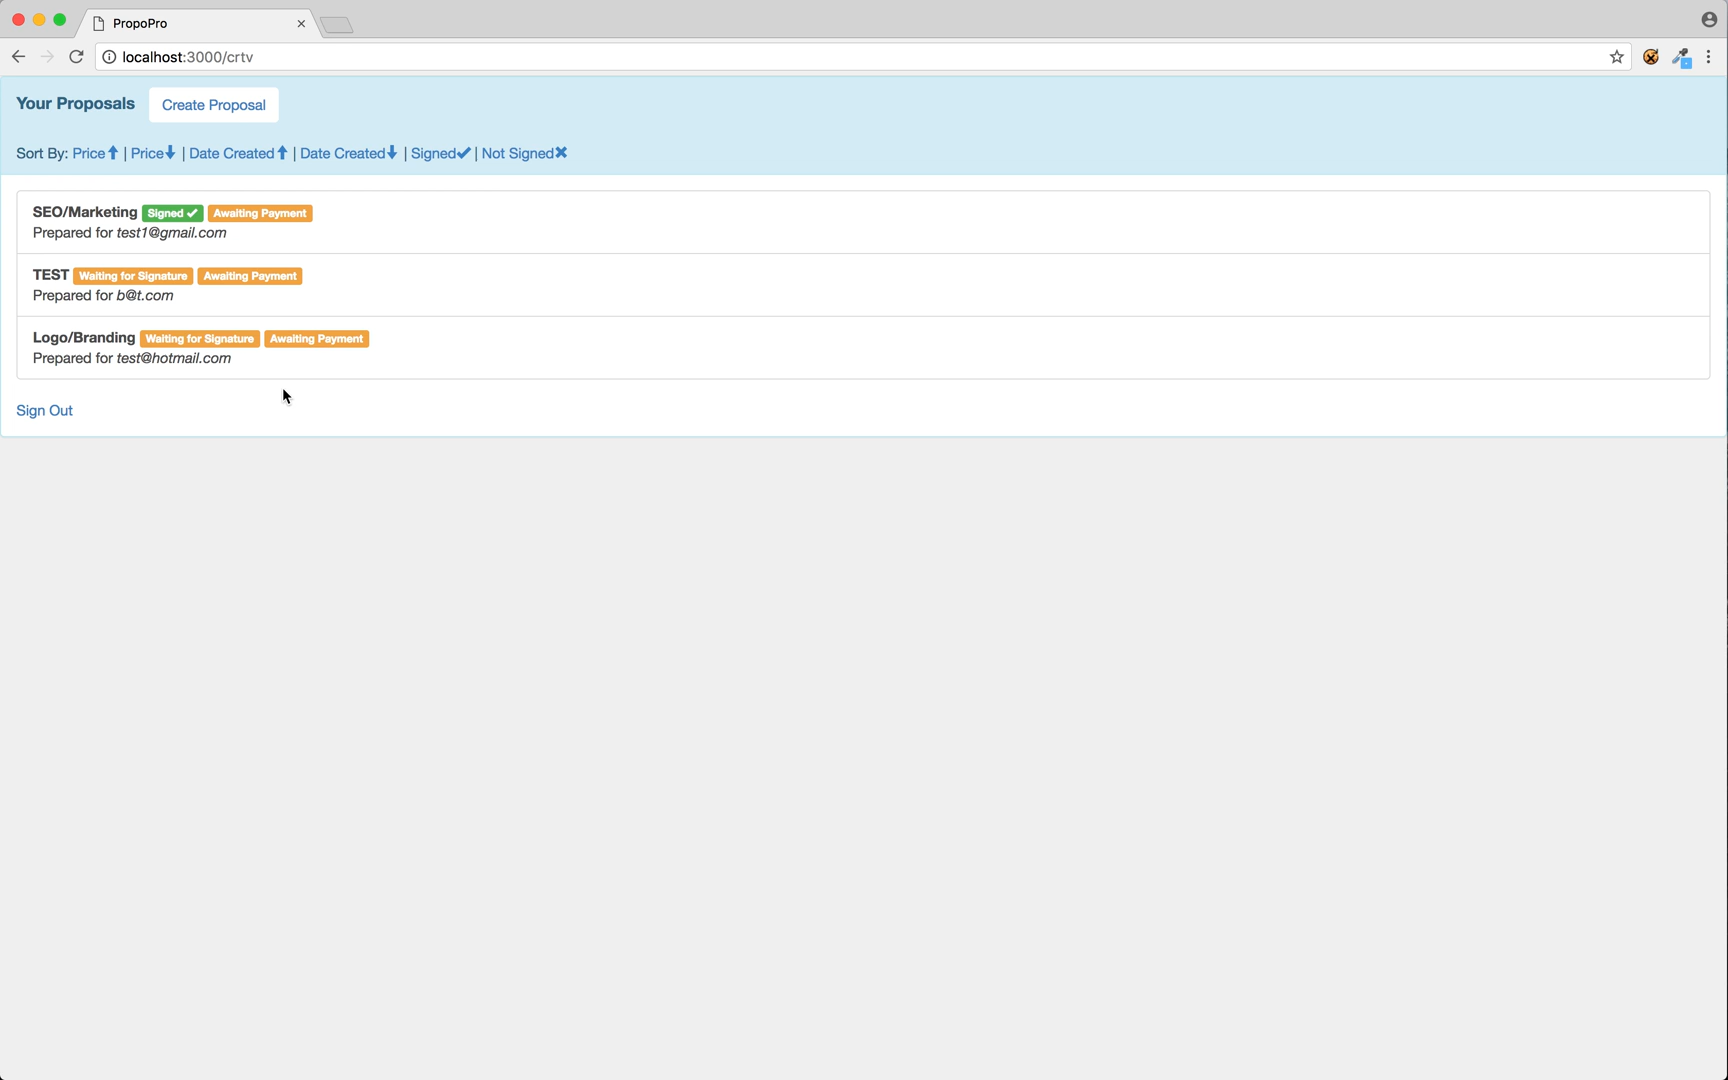 PropoPro
localhost:3000/crtv
Your Proposals Create Proposal
Sort By: Price | Price | Date Created | Date Created | Signed | Not Signed
SEO/Marketing Signed Awaiting Payment
Prepared for test1@gmail.com
TEST Waiting for Signature Awaiting Payment
Prepared for b@t.com
Logo/Branding Waiting for Signature Awaiting Payment
Prepared for test@hotmail.com
Sign Out